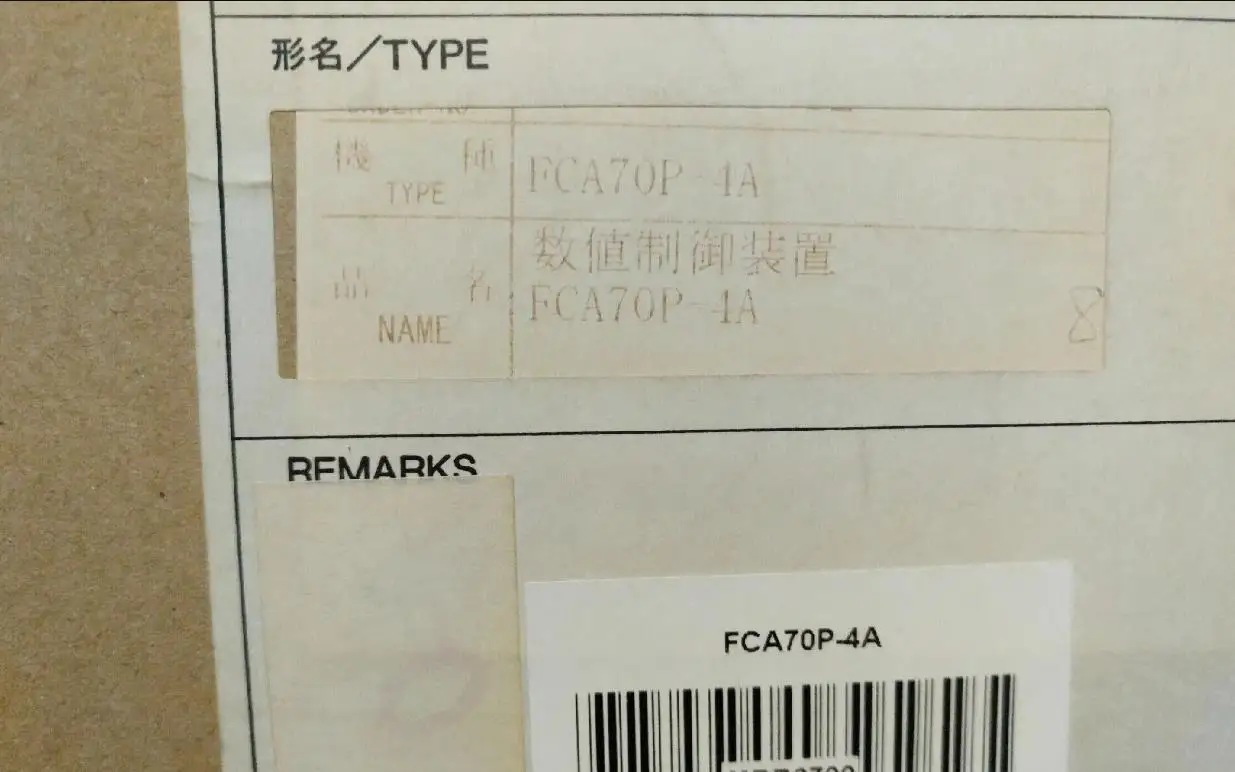 形名/TYPE
機 種
TYPE
FCA70P-4A
品 名
NAME
数値制御装置
FCA70P-4A
REMARKS
FCA70P-4A